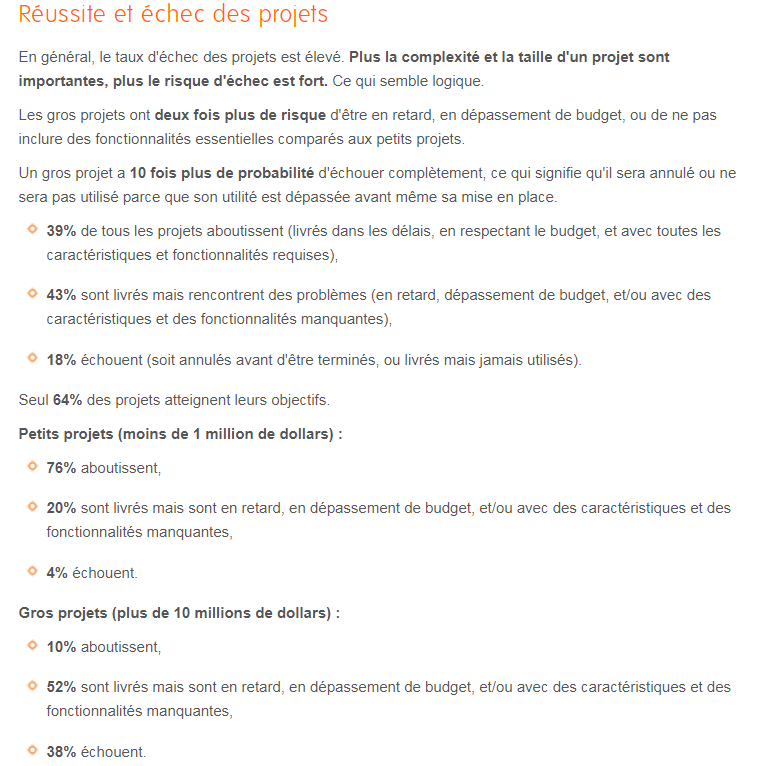 Réussite et échec des projets
En général, le taux d'échec des projets est élevé. Plus la complexité et la taille d'un projet sont
importantes, plus le risque d'échec est fort. Ce qui semble logique.
Les gros projets ont deux fois plus de risque d'être en retard, en dépassement de budget, ou de ne pas
inclure des fonctionnalités essentielles comparés aux petits projets.
Un gros projet a 10 fois plus de probabilité d'échouer complètement, ce qui signifie qu'il sera annulé ou ne
sera pas utilisé parce que son utilité est dépassée avant même sa mise en place.
39% de tous les projets aboutissent (livrés dans les délais, en respectant le budget, et avec toutes les
caractéristiques et fonctionnalités requises),
43% sont livrés mais rencontrent des problèmes (en retard, dépassement de budget, et/ou avec des
caractéristiques et des fonctionnalités manquantes),
18% échouent (soit annulés avant d'être terminés, ou livrés mais jamais utilisés).
Seul 64% des projets atteignent leurs objectifs.
Petits projets (moins de 1 million de dollars) :
76% aboutissent,
20% sont livrés mais sont en retard, en dépassement de budget, et/ou avec des caractéristiques et des
fonctionnalités manquantes,
4% échouent.
Gros projets (plus de 10 millions de dollars) :
10% aboutissent,
52% sont livrés mais sont en retard, en dépassement de budget, et/ou avec des caractéristiques et des
fonctionnalités manquantes,
38% échouent.